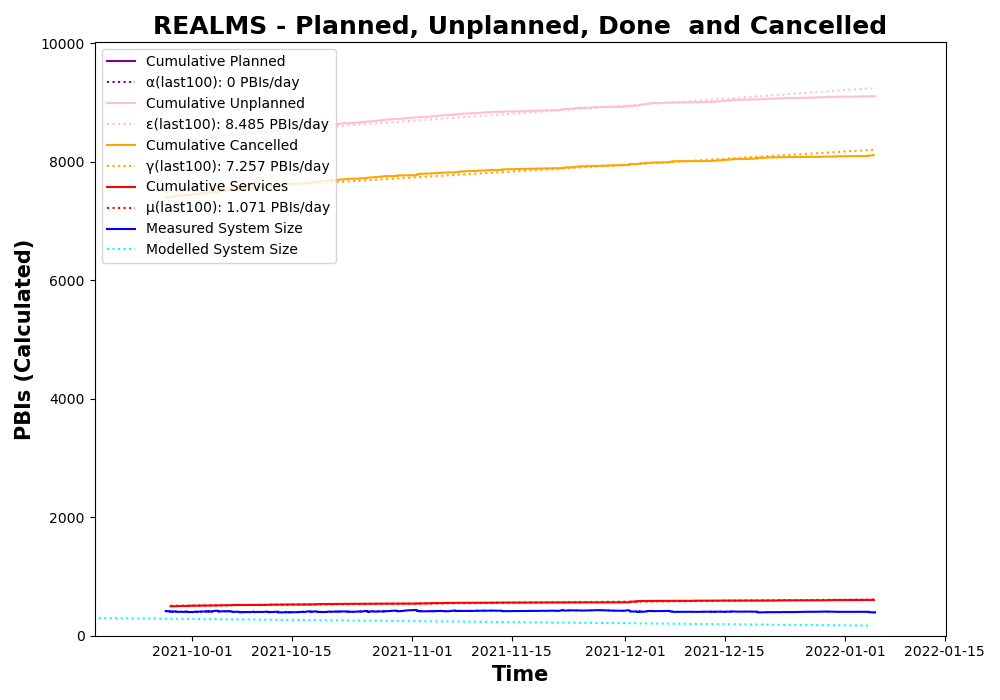 REALMS - Planned, Unplanned, Done  and Cancelled
10000
8000
6000
4000
2000
0
PBIs (Calculated)
Cumulative Planned
α(last100): 0 PBIs/day
Cumulative Unplanned
ε(last100): 8.485 PBIs/day
Cumulative Cancelled
γ(last100): 7.257 PBIs/day
Cumulative Services
μ(last100): 1.071 PBIs/day
Measured System Size
Modelled System Size
2021-10-01 2021-10-15 2021-11-01 2021-11-15 2021-12-01 2021-12-15 2022-01-01 2022-01-15
Time